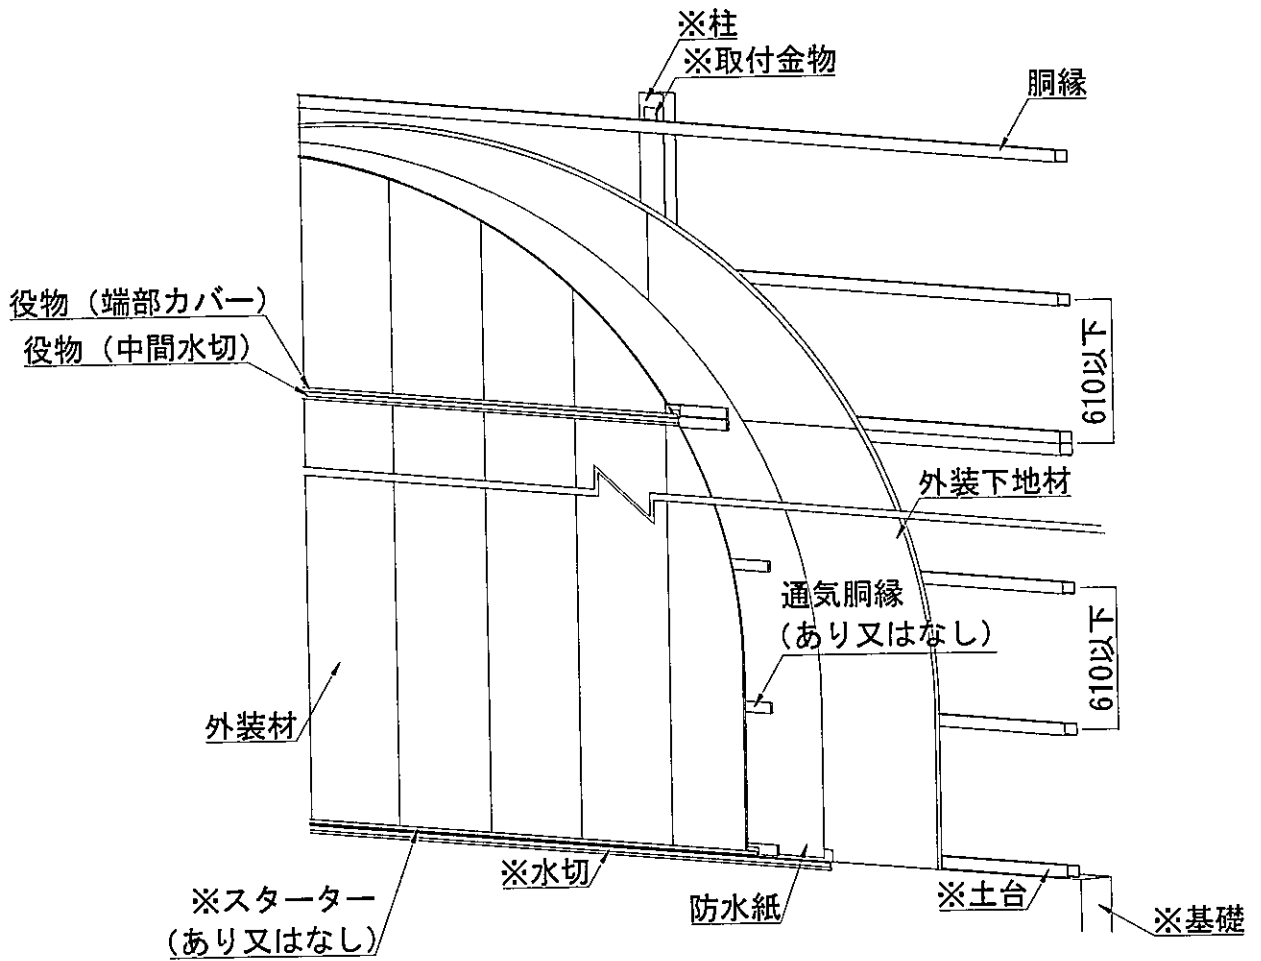 ※柱
※取付金物
胴縁
役物（端部カバー）
役物（中間水切）
610以下
外装下地材
通気胴縁
（あり又はなし）
610以下
外装材
※水切
※スターター
（あり又はなし）
防水紙
※土台
※基礎